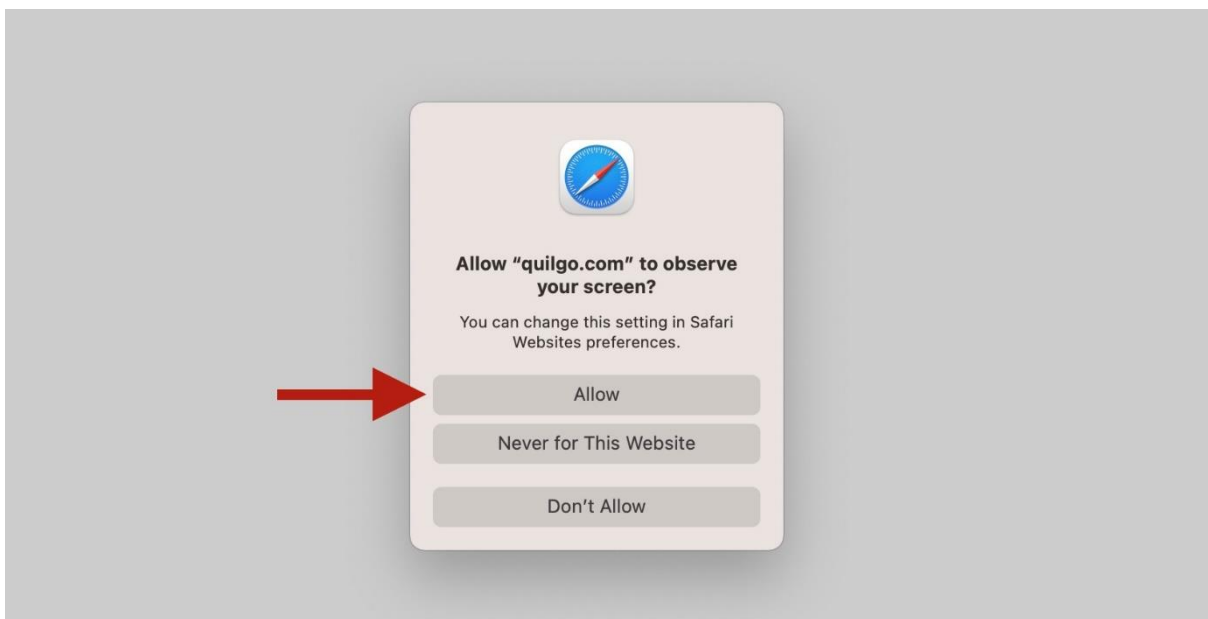 Allow “quilgo.com” to observe
your screen?
You can change this setting in Safari
Websites preferences.
Allow
Never for This Website
Don’t Allow